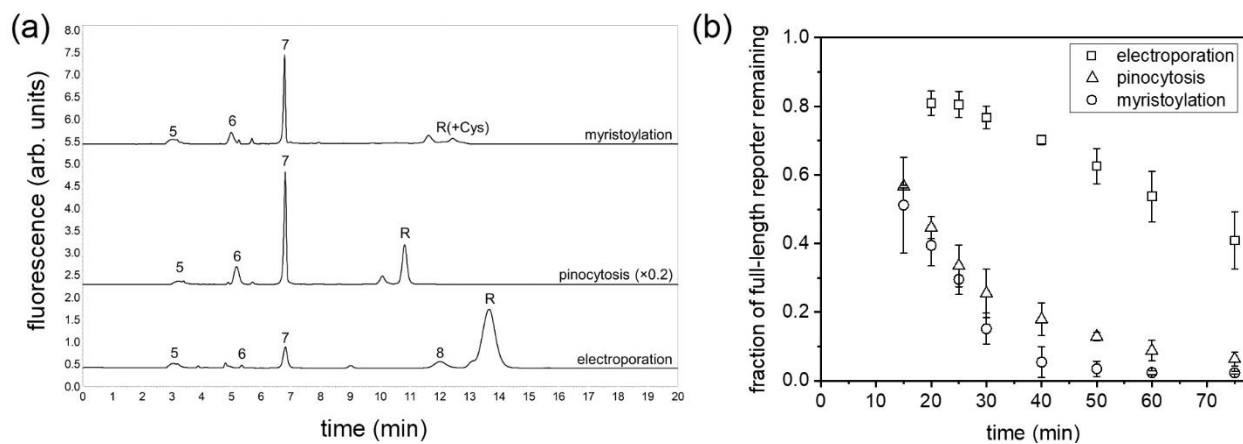 (a)
fluorescence (arb. units)
8.0
7.5
7.0
6.5
6.0
5.5
5.0
4.5
4.0
3.5
3.0
2.5
2.0
1.5
1.0
0.5
0.0
7
5
6
R(+Cys)
myristoylation
7
5
6
R
pinocytosis (×0.2)
5
6
7
8
R
electroporation
0 1 2 3 4 5 6 7 8 9 10 11 12 13 14 15 16 17 18 19 20
time (min)
(b)
fraction of full-length reporter remaining
1.0
0.8
0.6
0.4
0.2
0.0
electroporation
pinocytosis
myristoylation
0 10 20 30 40 50 60 70
time (min)